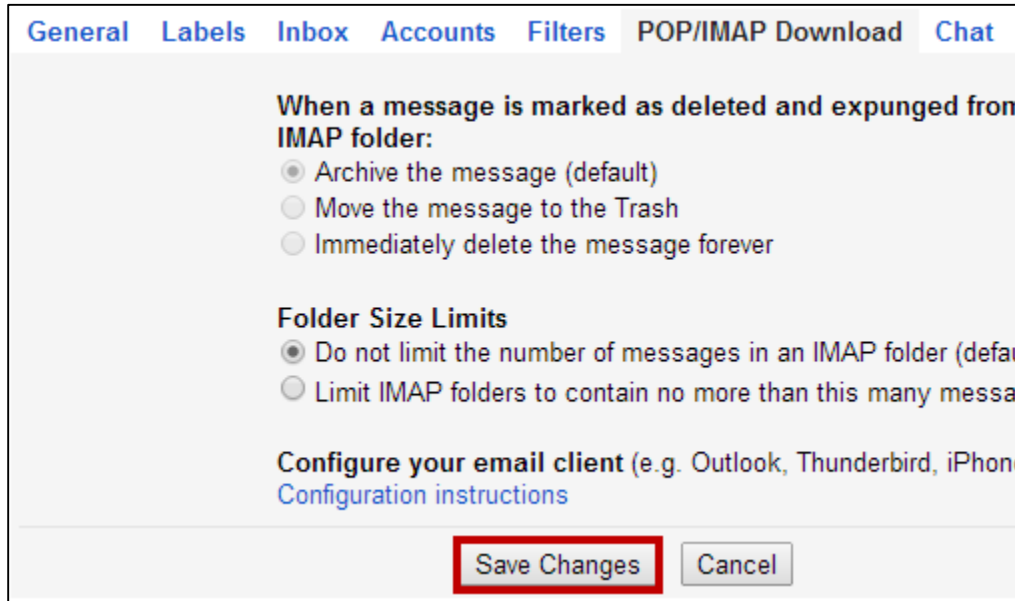 General Labels Inbox Accounts Filters POP/IMAP Download Chat
When a message is marked as deleted and expunged from
IMAP folder:
Archive the message (default)
Move the message to the Trash
Immediately delete the message forever
Folder Size Limits
Do not limit the number of messages in an IMAP folder (defau
Limit IMAP folders to contain no more than this many messa
Configure your email client (e.g. Outlook, Thunderbird, iPhone
Configuration instructions
Save Changes Cancel